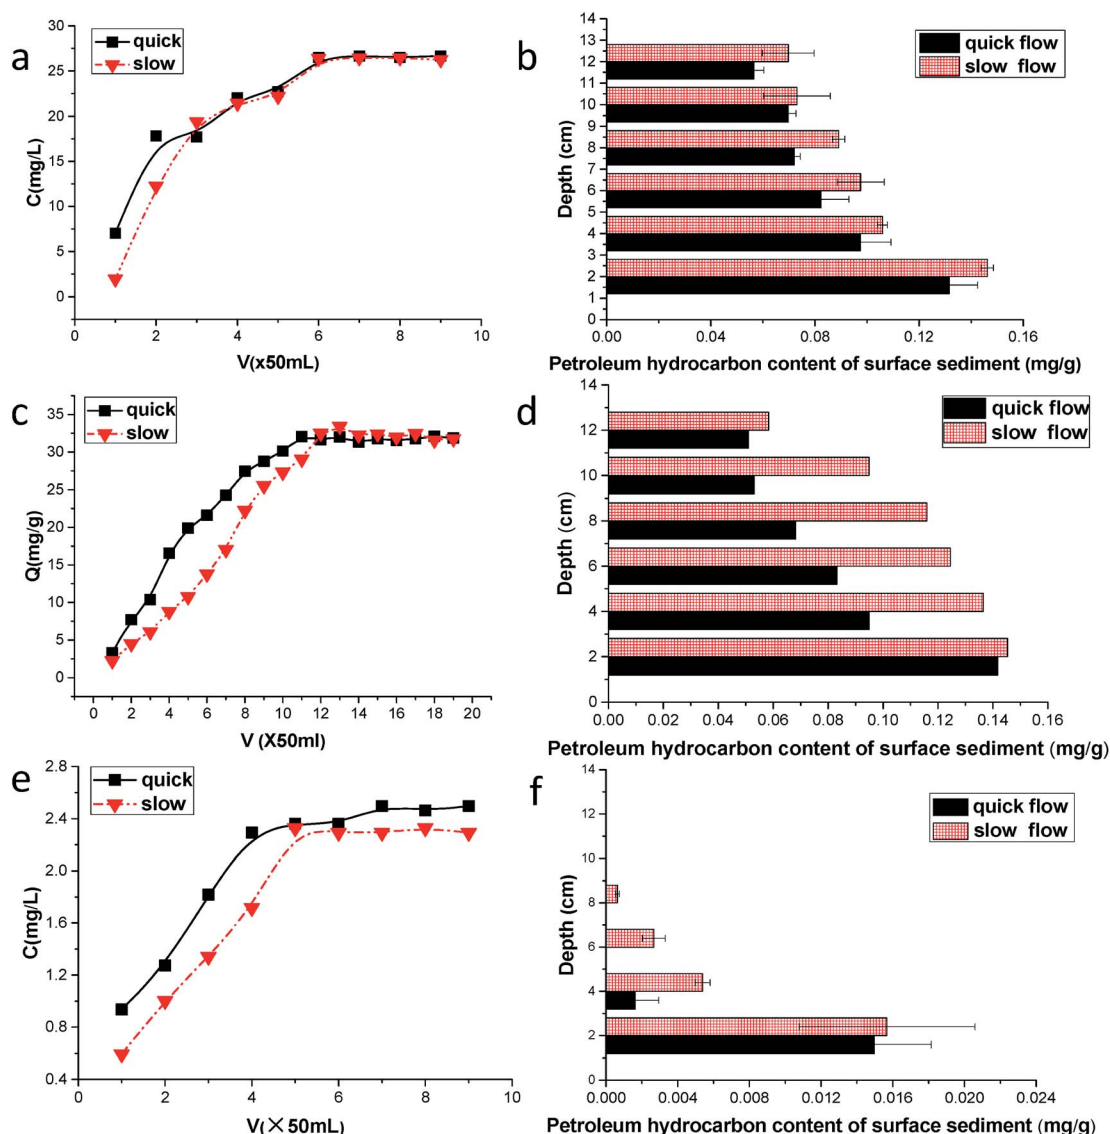 a
30
25
20
15
10
5
0
C(mg/L)
quick
slow
0 2 4 6 8 10
V(x50mL)
b
14
13
12
11
10
9
8
7
6
5
4
3
2
1
0
Depth (cm)
quick flow
slow flow
0.00 0.04 0.08 0.12 0.16
Petroleum hydrocarbon content of surface sediment (mg/g)
c
35
30
25
20
15
10
5
0
Q(mg/g)
quick
slow
0 2 4 6 8 10 12 14 16 18 20
V (X50ml)
d
14
12
10
8
6
4
2
0
Depth (cm)
quick flow
slow flow
0.00 0.02 0.04 0.06 0.08 0.10 0.12 0.14 0.16
Petroleum hydrocarbon content of surface sediment (mg/g)
e
2.8
2.4
2.0
1.6
1.2
0.8
0.4
C(mg/L)
quick
slow
0 2 4 6 8 10
V(×50mL)
f
14
12
10
8
6
4
2
0
Depth (cm)
quick flow
slow flow
0.000 0.004 0.008 0.012 0.016 0.020 0.024
Petroleum hydrocarbon content of surface sediment (mg/g)